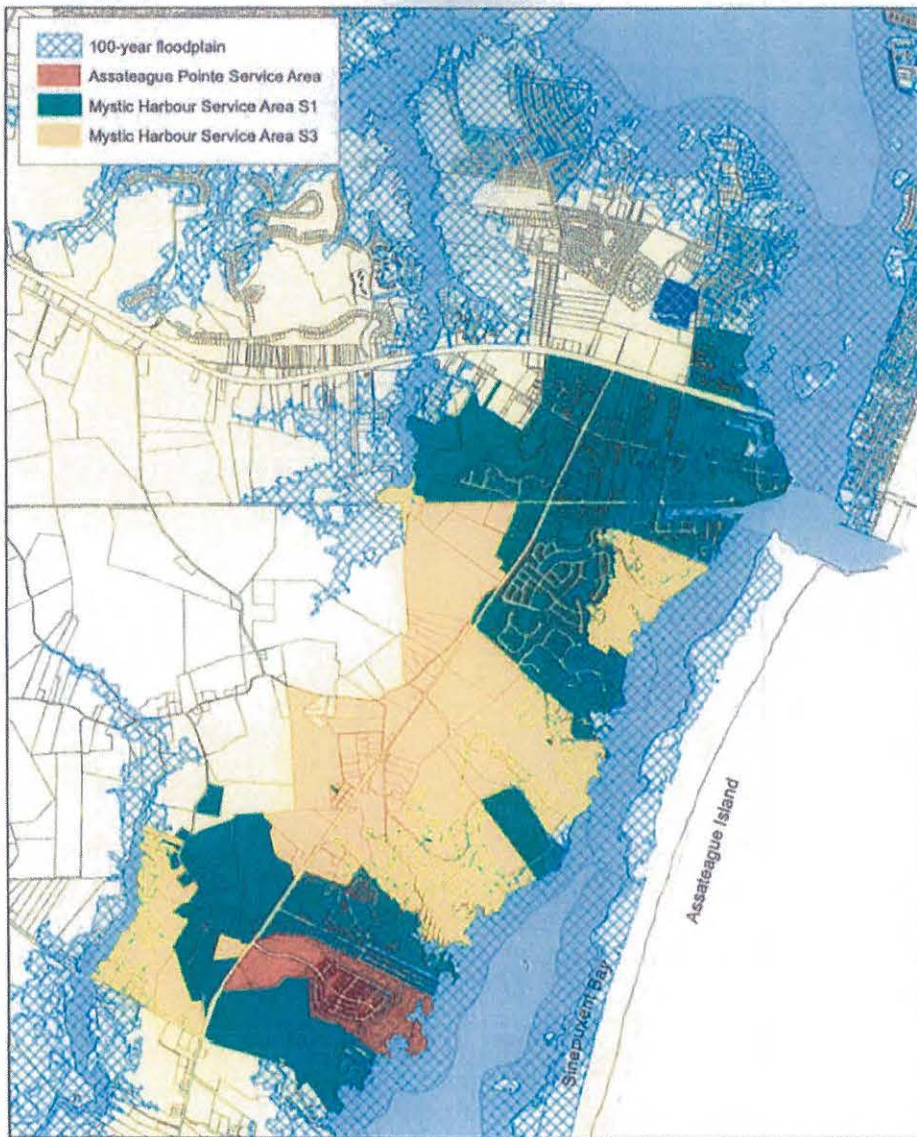 100-year floodplain
Assateague Pointe Service Area
Mystic Harbour Service Area S1
Mystic Harbour Service Area S3
Assateague Island
Sinepuxent Bay